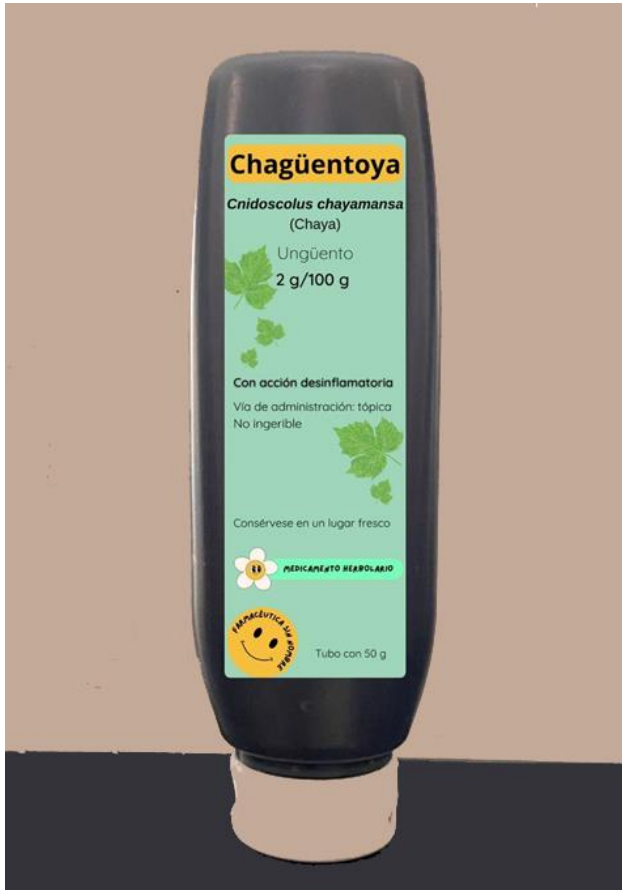 Chagüentoya
Cnidoscolus chayamansa
(Chaya)
Ungüento
2 g/100 g
Con acción desinflamatoria
Vía de administración: tópica
No ingerible
Consérvese en un lugar fresco
MEDICAMENTO HERBOLARIO
FARMACÉUTICA SIN NOMBRE
Tubo con 50 g